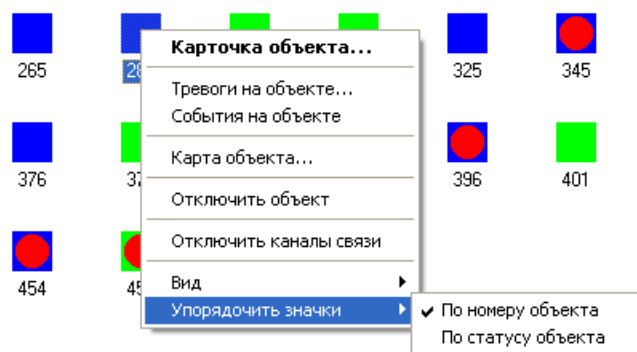 265
Карточка объекта...
325
345
Тревоги на объекте...
События на объекте
376
Карта объекта...
396
401
Отключить объект
Отключить каналы связи
454
Вид
Упорядочить значки
По номеру объекта
По статусу объекта